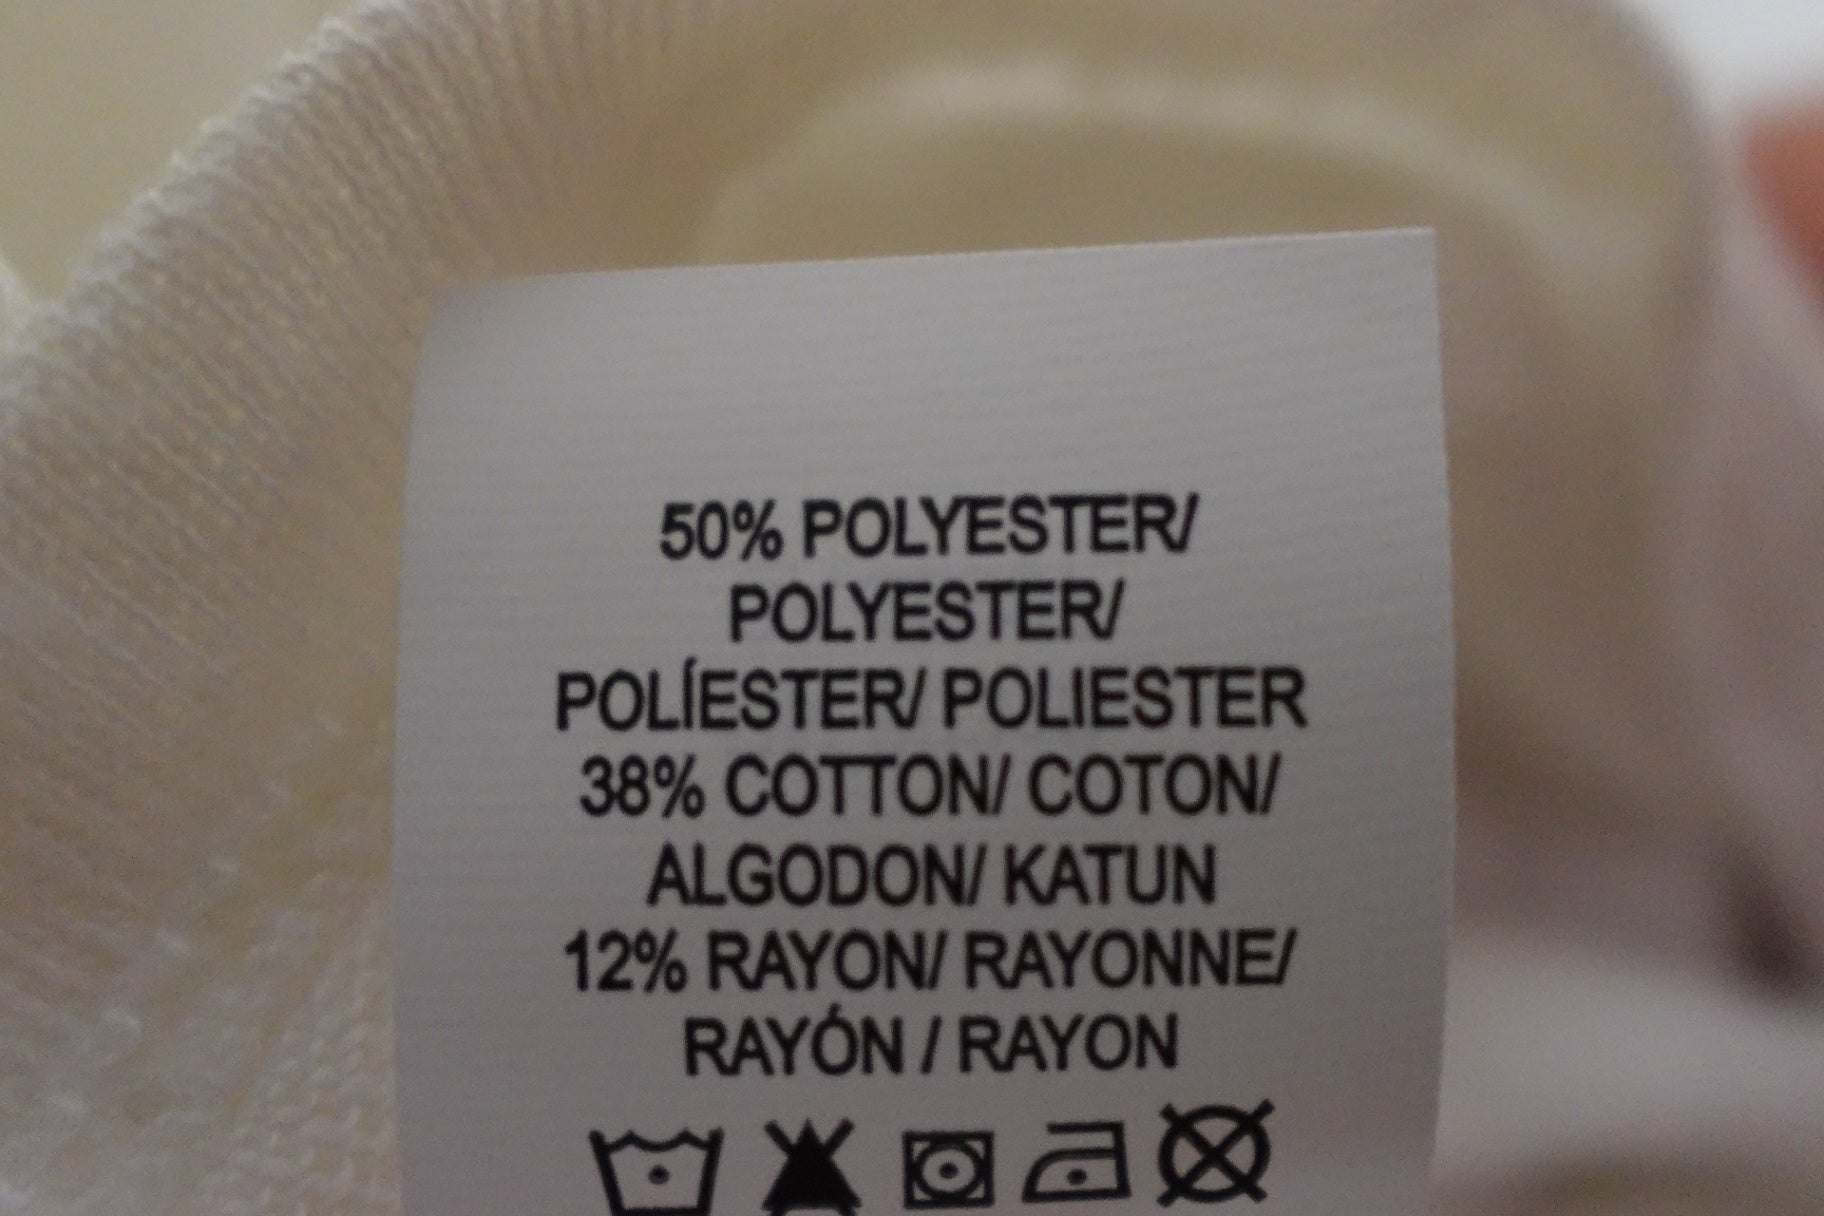 50% POLYESTER/
POLYESTER/
POLÍESTER/ POLIESTER
38% COTTON/ COTON/
ALGODON/ KATUN
12% RAYON/ RAYONNE/
RAYÓN / RAYON